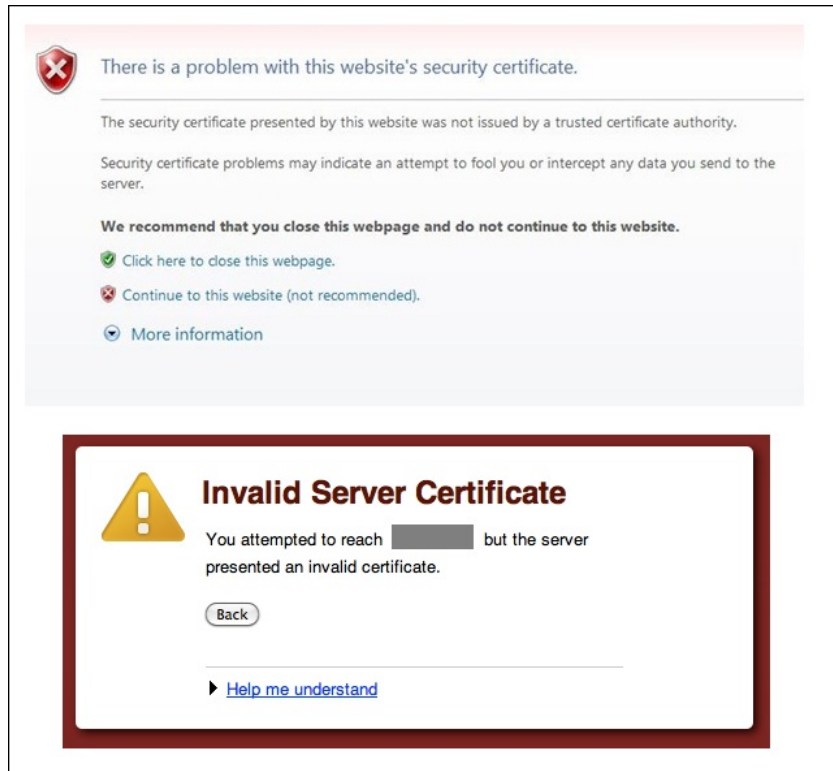 There is a problem with this website's security certificate.
The security certificate presented by this website was not issued by a trusted certificate authority.
Security certificate problems may indicate an attempt to fool you or intercept any data you send to the
server.
We recommend that you close this webpage and do not continue to this website.
Click here to close this webpage.
Continue to this website (not recommended).
More information
Invalid Server Certificate
You attempted to reach but the server
presented an invalid certificate.
Back
Help me understand